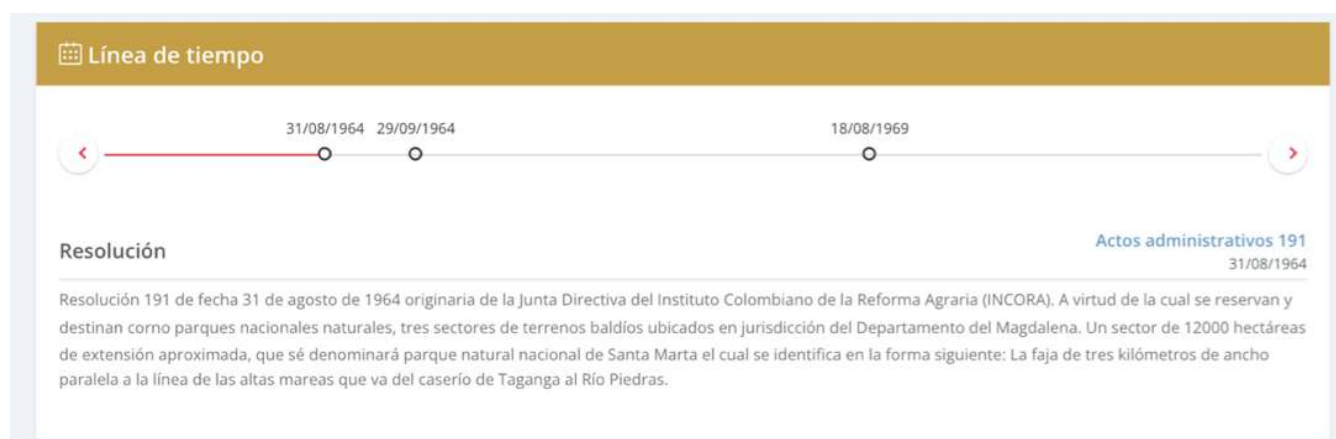 Línea de tiempo
31/08/1964 29/09/1964 18/08/1969
Resolución
Actos administrativos 191
31/08/1964
Resolución 191 de fecha 31 de agosto de 1964 originaria de la Junta Directiva del Instituto Colombiano de la Reforma Agraria (INCORA). A virtud de la cual se reservan y
destinan corno parques nacionales naturales, tres sectores de terrenos baldíos ubicados en jurisdicción del Departamento del Magdalena. Un sector de 12000 hectáreas
de extensión aproximada, que sé denominará parque natural nacional de Santa Marta el cual se identifica en la forma siguiente: La faja de tres kilómetros de ancho
paralela a la línea de las altas mareas que va del caserío de Taganga al Río Piedras.